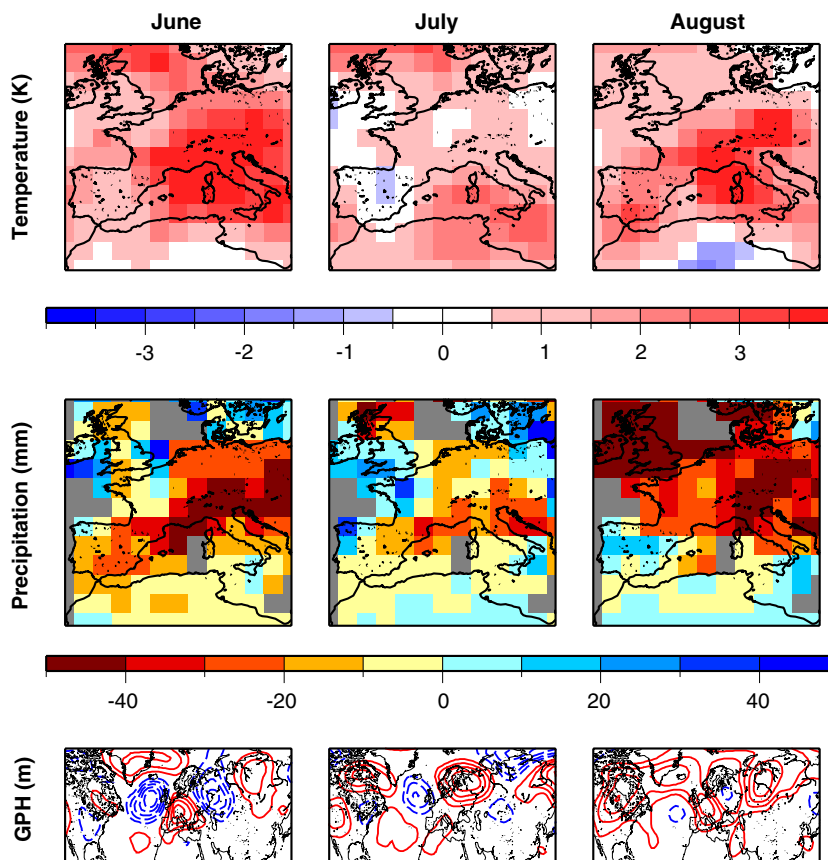 June July August
Temperature (K)
-3 -2 -1 0 1 2 3
Precipitation (mm)
-40 -20 0 20 40
GPH (m)